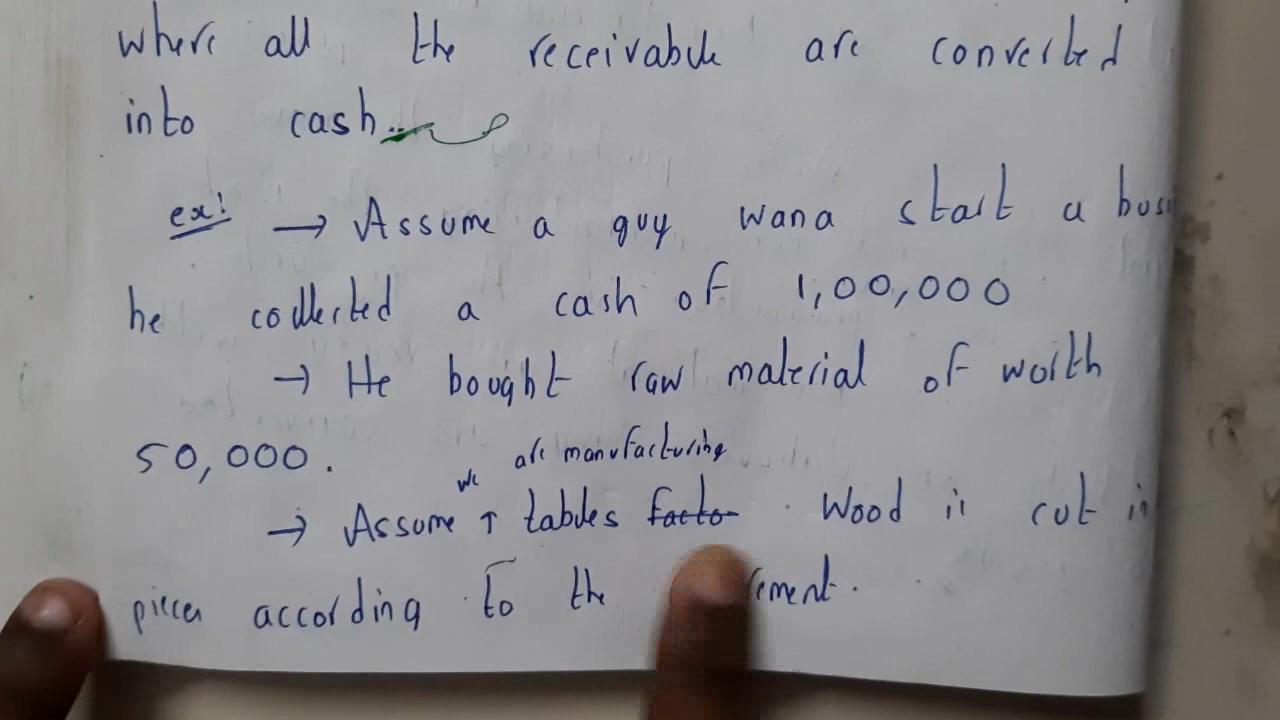 where all the receivable are converted
into cash..
ex! → Assume a guy wana start a busi
he collected a cash of 1,00,000
→ He bought raw material of worth
50,000.
we are manufacturing
→ Assume ↑ tables facto . Wood is cut in
pieces according to the ement.